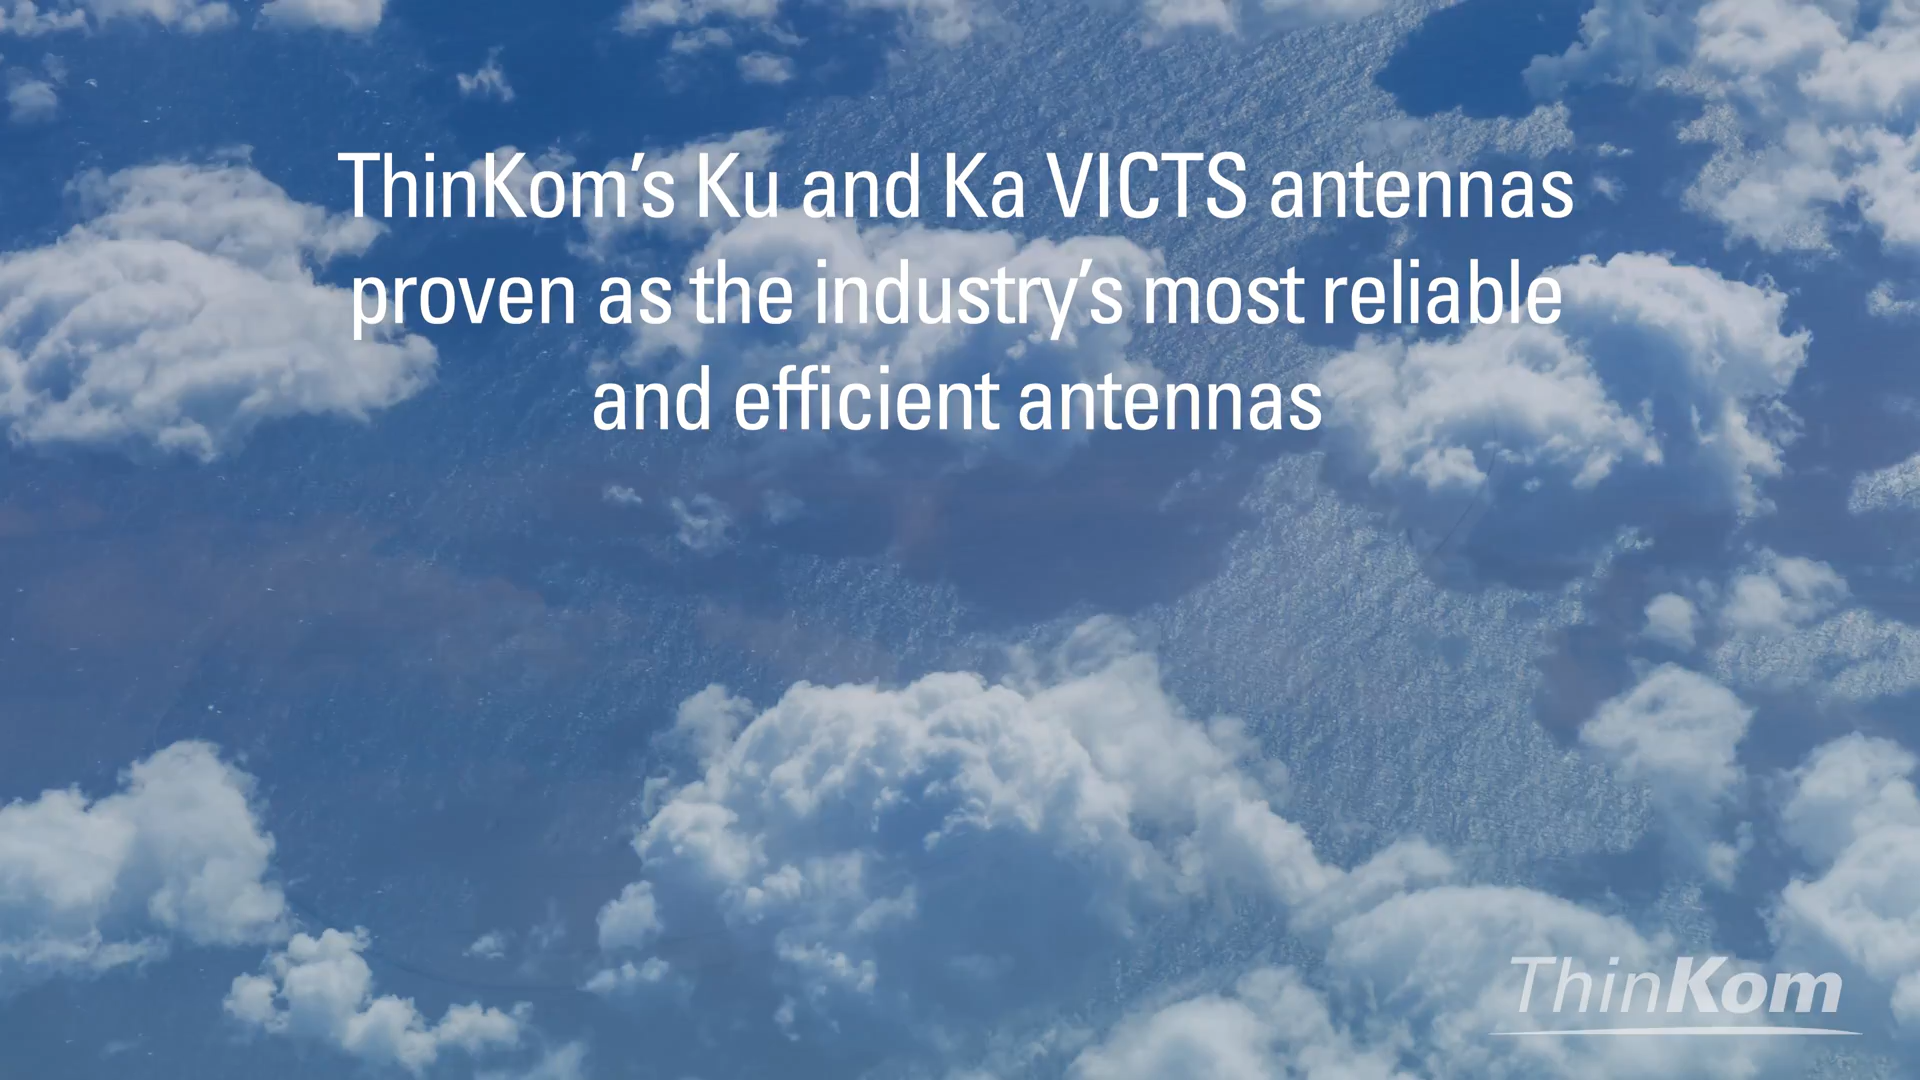 ThinKom’s Ku and Ka VICTS antennas
proven as the industry’s most reliable
and efficient antennas
ThinKom